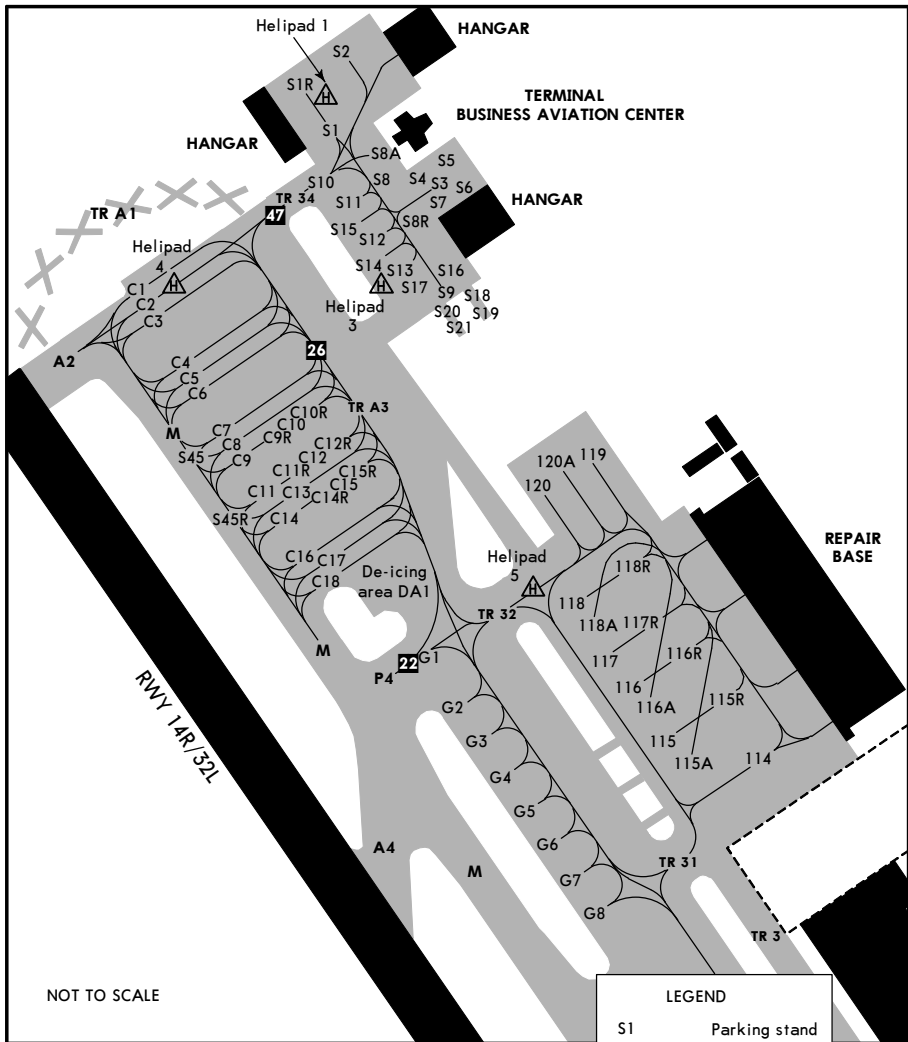 Helipad 1
S2
HANGAR
S1R
H
TERMINAL
BUSINESS AVIATION CENTER
HANGAR
S1
S8A
S5
S10
S8
S4
S3
S6
TR 34
S11
S7
HANGAR
47
TR A1
S15
S8R
S12
Helipad
4
H
S14
S13
S16
H
S17
C1
S9
S18
C2
Helipad
3
S20
S19
C3
S21
A2
26
C4
C5
C6
C10R
TR A3
M
C7
C10
C8
C9R
C12R
S45
C9
C12
C11R
C15R
C11
C13
C15
C14R
S45R
C14
120A
119
120
C16
C17
De-icing
area DA1
C18
Helipad
5
H
118R
REPAIR
BASE
118
TR 32
118A
117R
M
G1
22
117
116R
P4
116
116A
115R
RWY 14R/32L
G2
G3
115
115A
114
G4
G5
G6
A4
M
G7
TR 31
G8
TR 3
NOT TO SCALE
LEGEND
S1 Parking stand